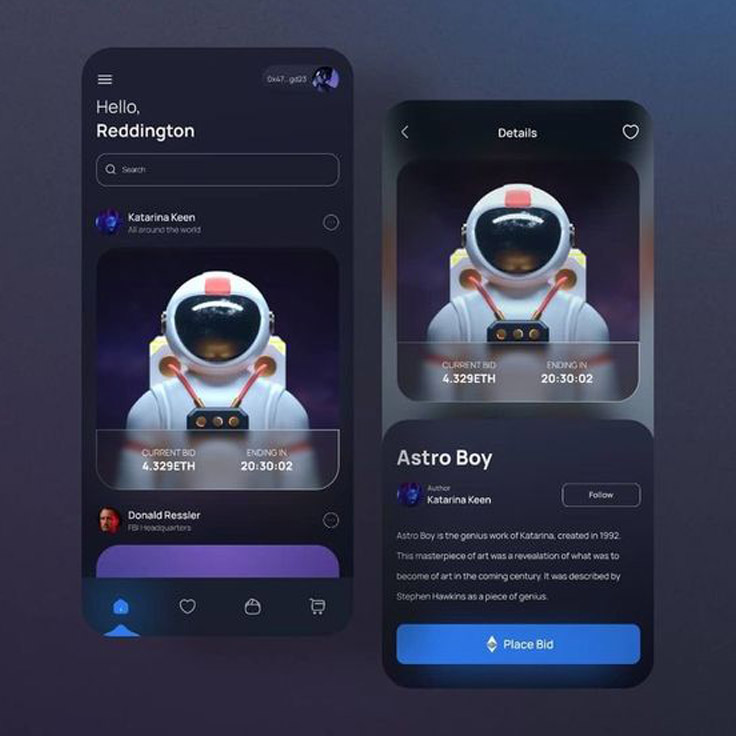 0x47...gd23
Hello,
Reddington
Search
Katarina Keen
All around the world
CURRENT BID
ENDING IN
4.329ETH
20:30:02
Donald Ressler
FBI Headquarters
Details
CURRENT BID
ENDING IN
4.329ETH
20:30:02
Astro Boy
Author
Katarina Keen
Follow
Astro Boy is the genius work of Katarina, created in 1992.
This masterpiece of art was a revealation of what was to
become of art in the coming century. It was described by
Stephen Hawkins as a piece of genius.
Place Bid